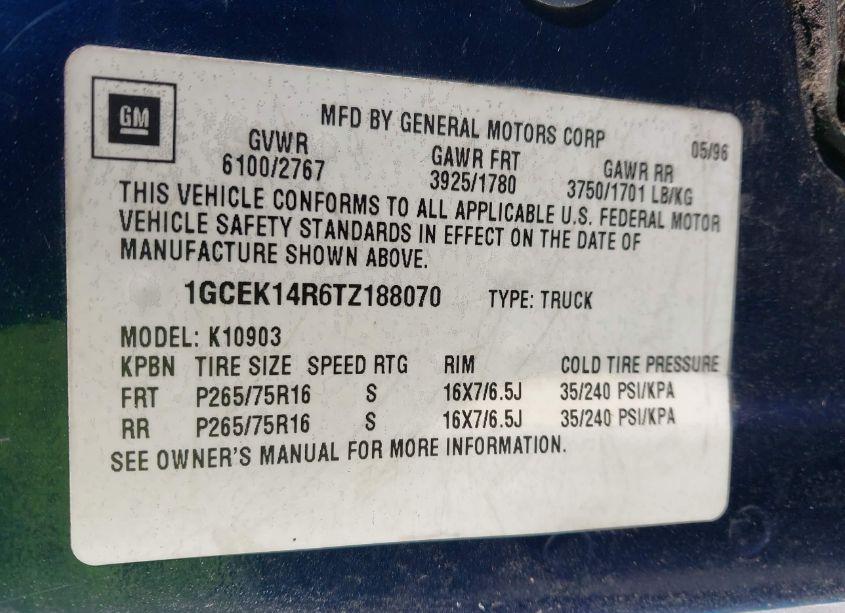 GM
MFD BY GENERAL MOTORS CORP 05/96
GVWR GAWR FRT GAWR RR
6100/2767 3925/1780 3750/1701 LB/KG
THIS VEHICLE CONFORMS TO ALL APPLICABLE U.S. FEDERAL MOTOR
VEHICLE SAFETY STANDARDS IN EFFECT ON THE DATE OF
MANUFACTURE SHOWN ABOVE.
1GCEK14R6TZ188070 TYPE: TRUCK
MODEL: K10903
KPBN TIRE SIZE SPEED RTG RIM COLD TIRE PRESSURE
FRT P265/75R16 S 16X7/6.5J 35/240 PSI/KPA
RR P265/75R16 S 16X7/6.5J 35/240 PSI/KPA
SEE OWNER'S MANUAL FOR MORE INFORMATION.